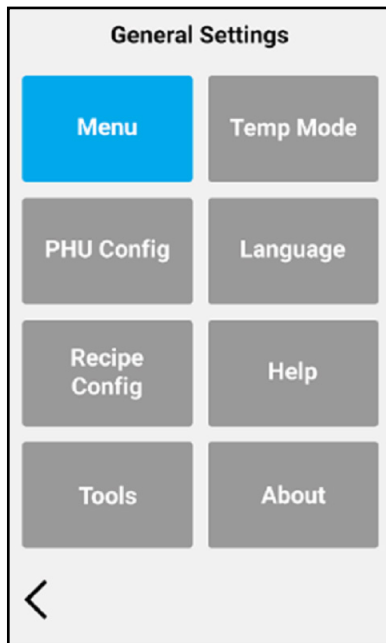 General Settings
Menu
Temp Mode
PHU Config
Language
Recipe
Config
Help
Tools
About